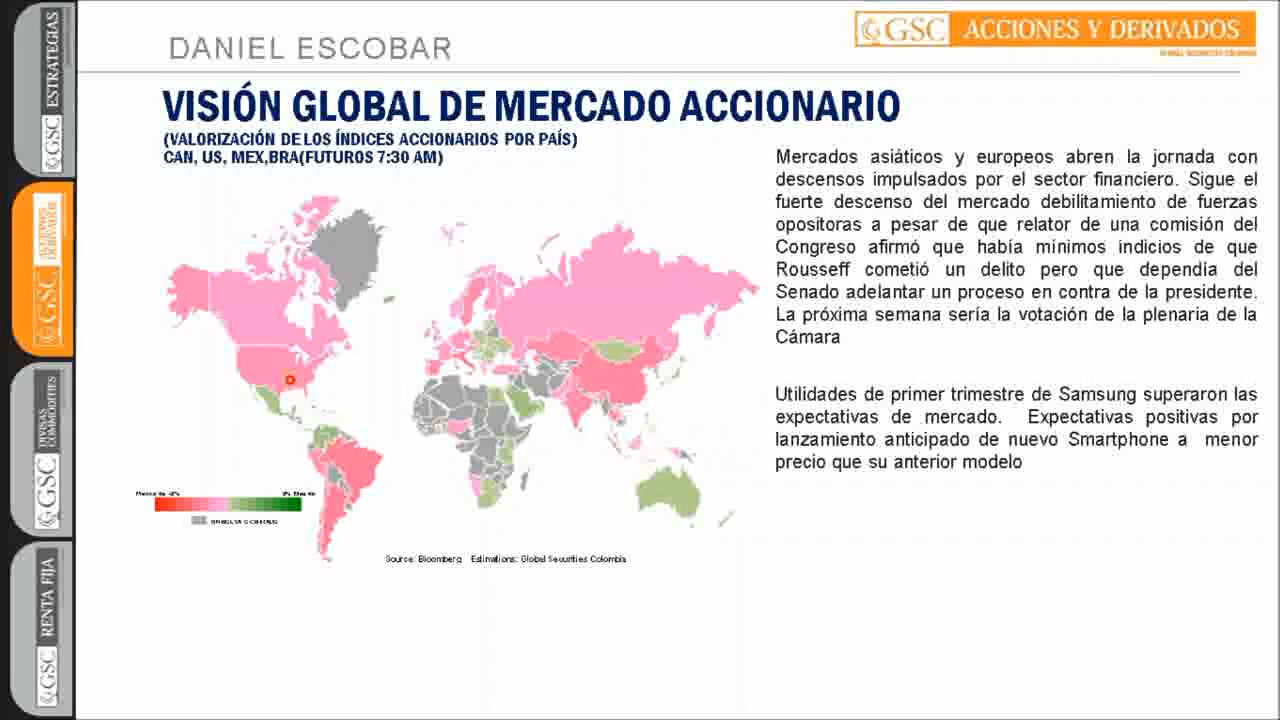 ESTRATEGIAS
GSC
DANIEL ESCOBAR
GSC ACCIONES Y DERIVADOS
VISIÓN GLOBAL DE MERCADO ACCIONARIO
(VALORIZACIÓN DE LOS ÍNDICES ACCIONARIOS POR PAÍS)
CAN, US, MEX,BRA(FUTUROS 7:30 AM)
Mercados asiáticos y europeos abren la jornada con
descensos impulsados por el sector financiero. Sigue el
fuerte descenso del mercado debilitamiento de fuerzas
opositoras a pesar de que relator de una comisión del
Congreso afirmó que había mínimos indicios de que
Rousseff cometió un delito pero que dependía del
Senado adelantar un proceso en contra de la presidente.
La próxima semana sería la votación de la plenaria de la
Cámara
Utilidades de primer trimestre de Samsung superaron las
expectativas de mercado. Expectativas positivas por
lanzamiento anticipado de nuevo Smartphone a menor
precio que su anterior modelo
Source: Bloomberg Estimations: Global Securities Colombia
ACCIONES Y
DERIVADOS
GSC
DIVISAS
COMMODITIES
GSC
RENTA FIJA
GSC